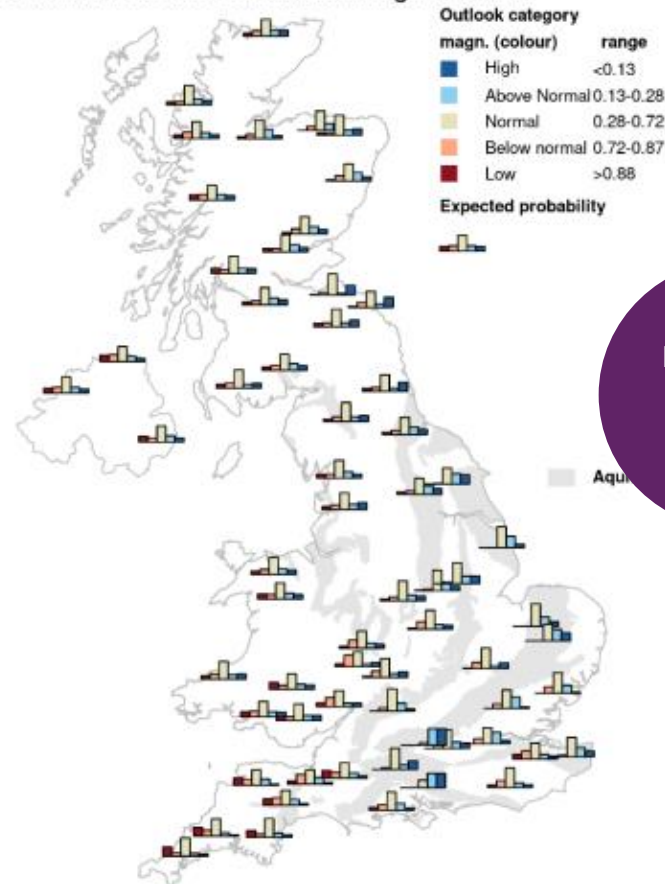 Outlook category
magn. (colour) range
High <0.13
Above Normal 0.13-0.28
Normal 0.28-0.72
Below normal 0.72-0.87
Low >0.88
Expected probability